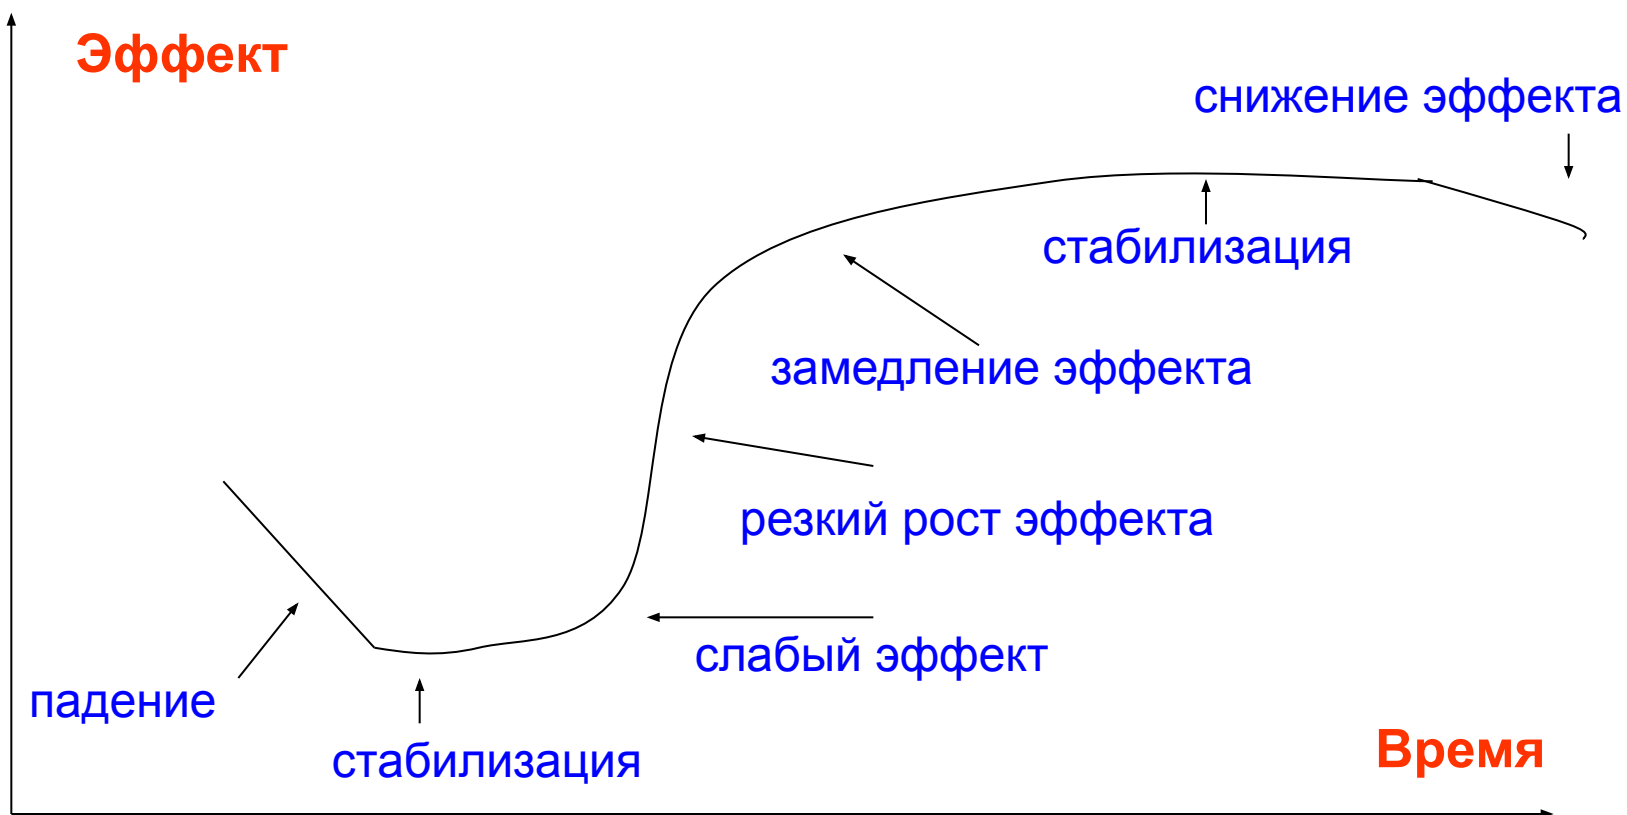 Эффект
снижение эффекта
стабилизация
замедление эффекта
резкий рост эффекта
слабый эффект
падение
стабилизация
Время